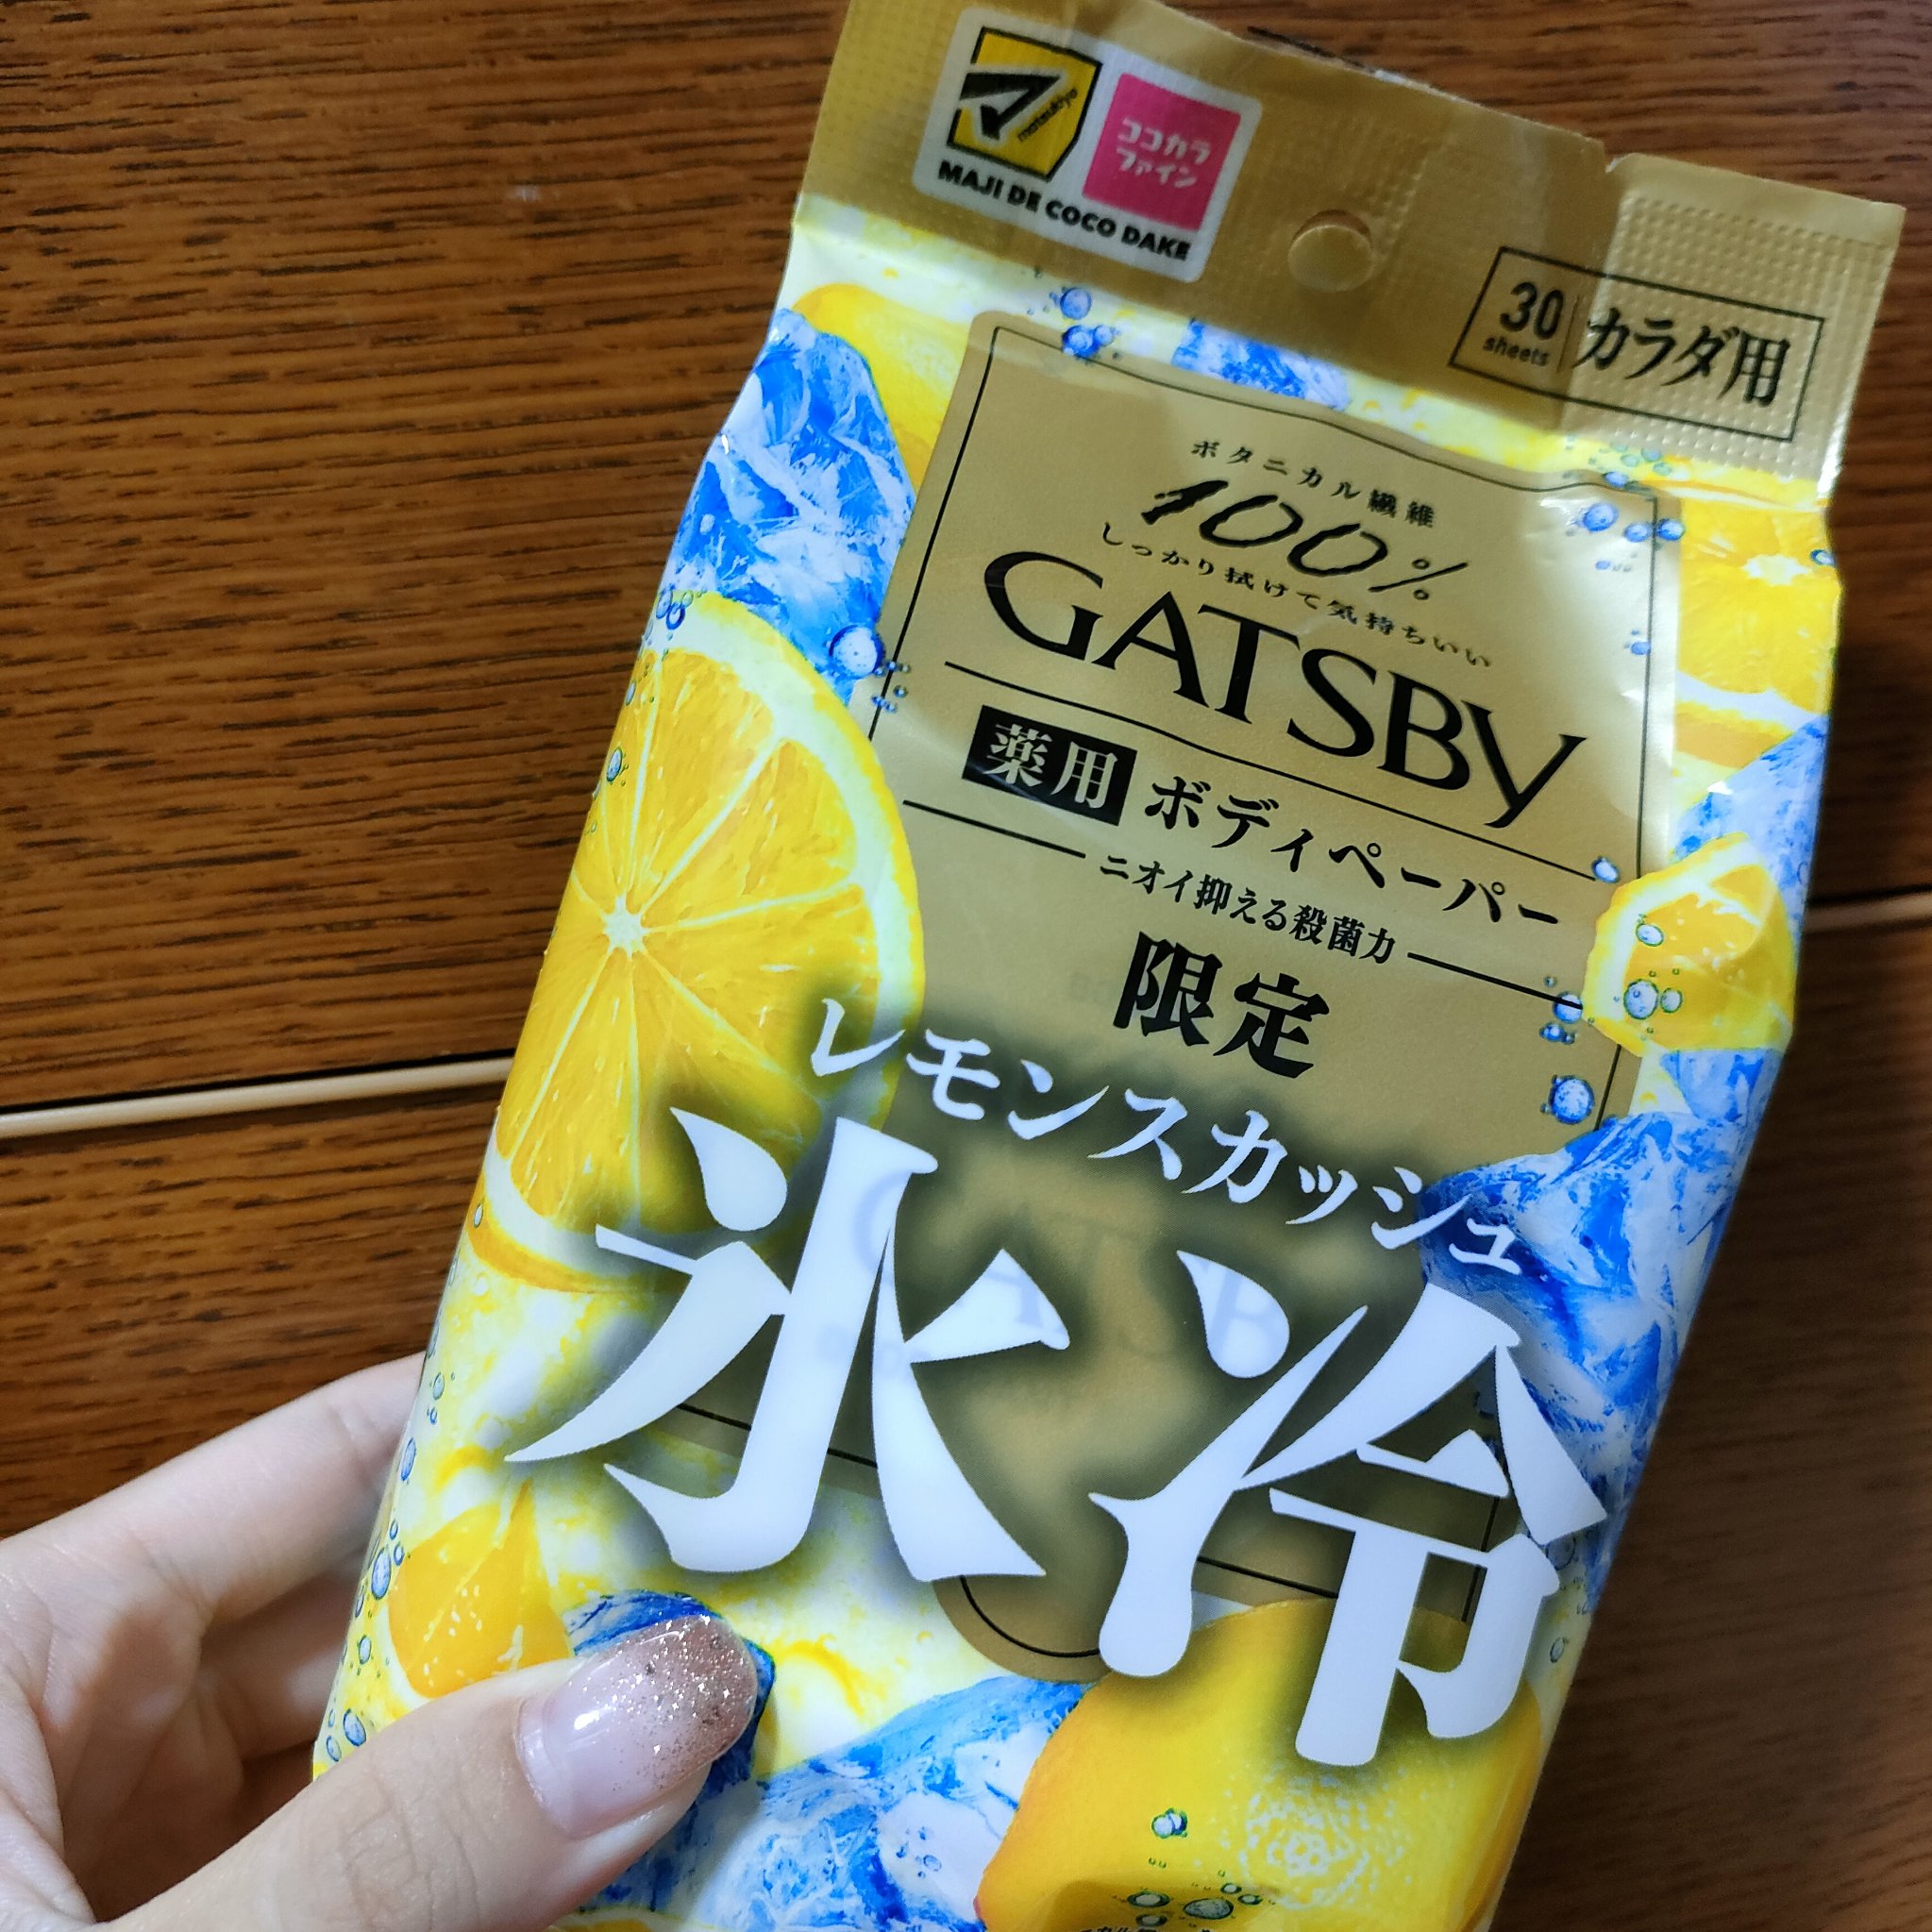 matsukiyo
ココカラ
ファイン
MAJI DE COCO DAKE
30
sheets
カラダ用
ボタニカル繊維
100%
しっかり拭けて気持ちいい
GATSBY
薬用 ボディペーパー
ニオイ抑える殺菌力
限定
レモンスカッシュ
氷冷